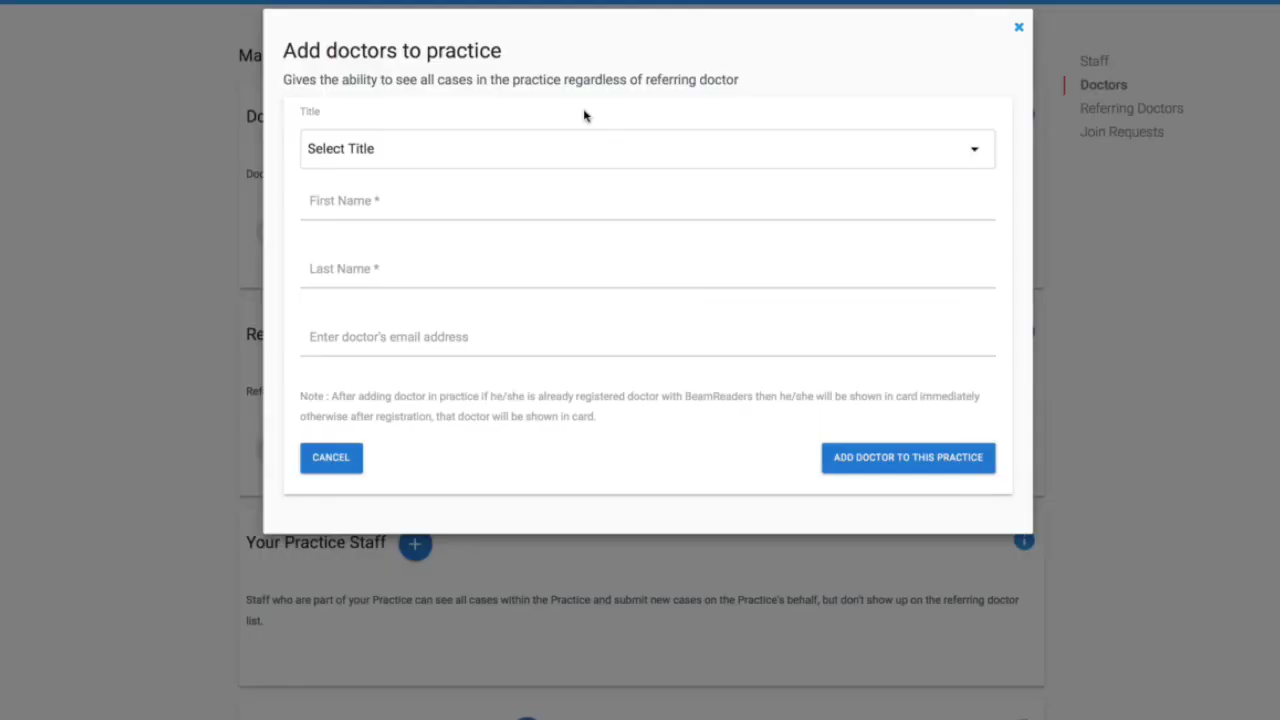 Add doctors to practice
Gives the ability to see all cases in the practice regardless of referring doctor
Title
Select Title
First Name *
Last Name *
Enter doctor's email address
Note : After adding doctor in practice if he/she is already registered doctor with BeamReaders then he/she will be shown in card immediately
otherwise after registration, that doctor will be shown in card.
CANCEL
ADD DOCTOR TO THIS PRACTICE
Staff
Doctors
Referring Doctors
Join Requests
Ma
Do
Doc
Re
Ref
Your Practice Staff +
Staff who are part of your Practice can see all cases within the Practice and submit new cases on the Practice's behalf, but don't show up on the referring doctor
list.